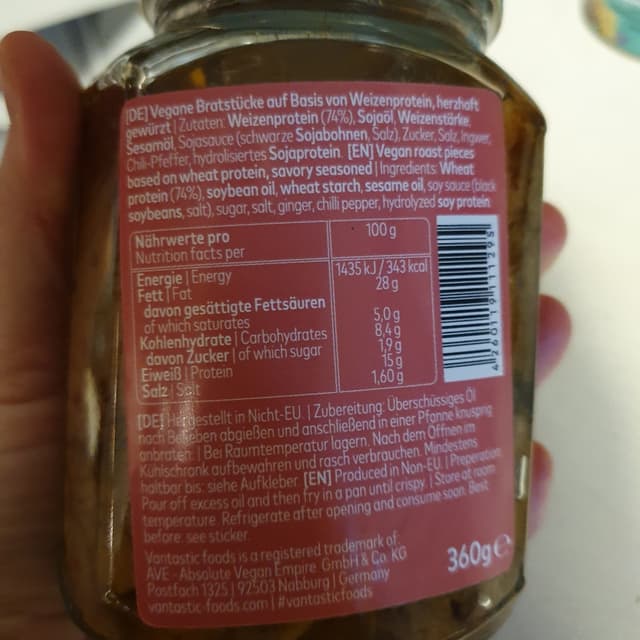 [DE] Vegane Bratstücke auf Basis von Weizenprotein, herzhaft
gewürzt | Zutaten: Weizenprotein (74%), Sojaöl, Weizenstärke,
Sesamöl, Sojasauce (schwarze Sojabohnen, Salz), Zucker, Salz, Ingwer,
Chili-Pfeffer, hydrolisiertes Sojaprotein. [EN] Vegan roast pieces
based on wheat protein, savory seasoned | Ingredients: Wheat
protein (74%), soybean oil, wheat starch, sesame oil, soy sauce (black
soybeans, salt), sugar, salt, ginger, chilli pepper, hydrolyzed soy protein
Nährwerte pro 100 g
Nutrition facts per
Energie | Energy 1435 kJ / 343 kcal
Fett | Fat 28 g
davon gesättigte Fettsäuren
of which saturates 5,0 g
Kohlenhydrate | Carbohydrates 8,4 g
davon Zucker | of which sugar 1,9 g
Eiweiß | Protein 15 g
Salz | Salt 1,60 g
4 260119 111295
[DE] Hergestellt in Nicht-EU | Zubereitung: Überschüssiges Öl
nach Belieben abgießen und anschließend in einer Pfanne knusprig
anbraten. | Bei Raumtemperatur lagern. Nach dem Öffnen im
Kühlschrank aufbewahren und rasch verbrauchen. Mindestens
haltbar bis: siehe Aufkleber. [EN] Produced in Non-EU | Preperation:
Pour off excess oil and then fry in a pan until crispy. | Store at room
temperature. Refrigerate after opening and consume soon. Best
before: see sticker.
Vantastic foods is a registered trademark of:
AVE - Absolute Vegan Empire GmbH & Co. KG
Postfach 1325 | 92503 Nabburg | Germany
vantastic-foods.com | #vantasticfoods
360g ℮